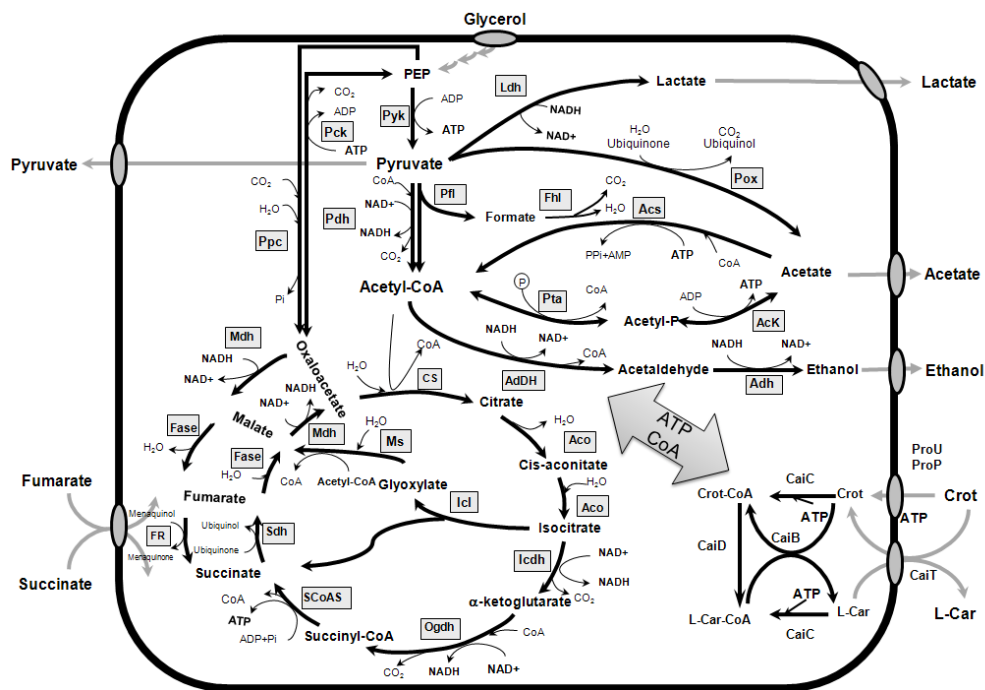 Glycerol
PEP
CO2
ADP
Pck
ATP
Pyk
ADP
ATP
Ldh
NADH
NAD+
Lactate
Lactate
Pyruvate
Pyruvate
H2O
Ubiquinone
CO2
Ubiquinol
Pox
CO2
H2O
Ppc
Pi
CoA
NAD+
Pdh
NADH
CO2
Pfl
Formate
Fhl
CO2
H2O
Acs
PPi+AMP
ATP
CoA
Acetate
Acetate
Acetyl-CoA
P
Pta
CoA
Acetyl-P
ADP
ATP
AcK
NADH
NAD+
CoA
AdDH
Acetaldehyde
NADH
NAD+
Adh
Ethanol
Ethanol
Mdh
NADH
NAD+
Oxaloacetate
NADH
NAD+
Mdh
H2O
CoA
CS
Citrate
H2O
Aco
Cis-aconitate
H2O
Aco
Isocitrate
Malate
Fase
H2O
Fase
H2O
Ms
H2O
CoA
Acetyl-CoA
Glyoxylate
Icl
Fumarate
Fumarate
Menaquinol
FR
Menaquinone
Ubiquinol
Ubiquinone
Sdh
Succinate
Succinate
Icdh
NAD+
NADH
CO2
α-ketoglutarate
CoA
ATP
ADP+Pi
SCoAS
Succinyl-CoA
Ogdh
CoA
CO2
NADH
NAD+
ATP
CoA
ProU
ProP
Crot-CoA
CaiC
ATP
Crot
ATP
Crot
CaiD
CaiB
CaiT
L-Car-CoA
ATP
CaiC
L-Car
L-Car